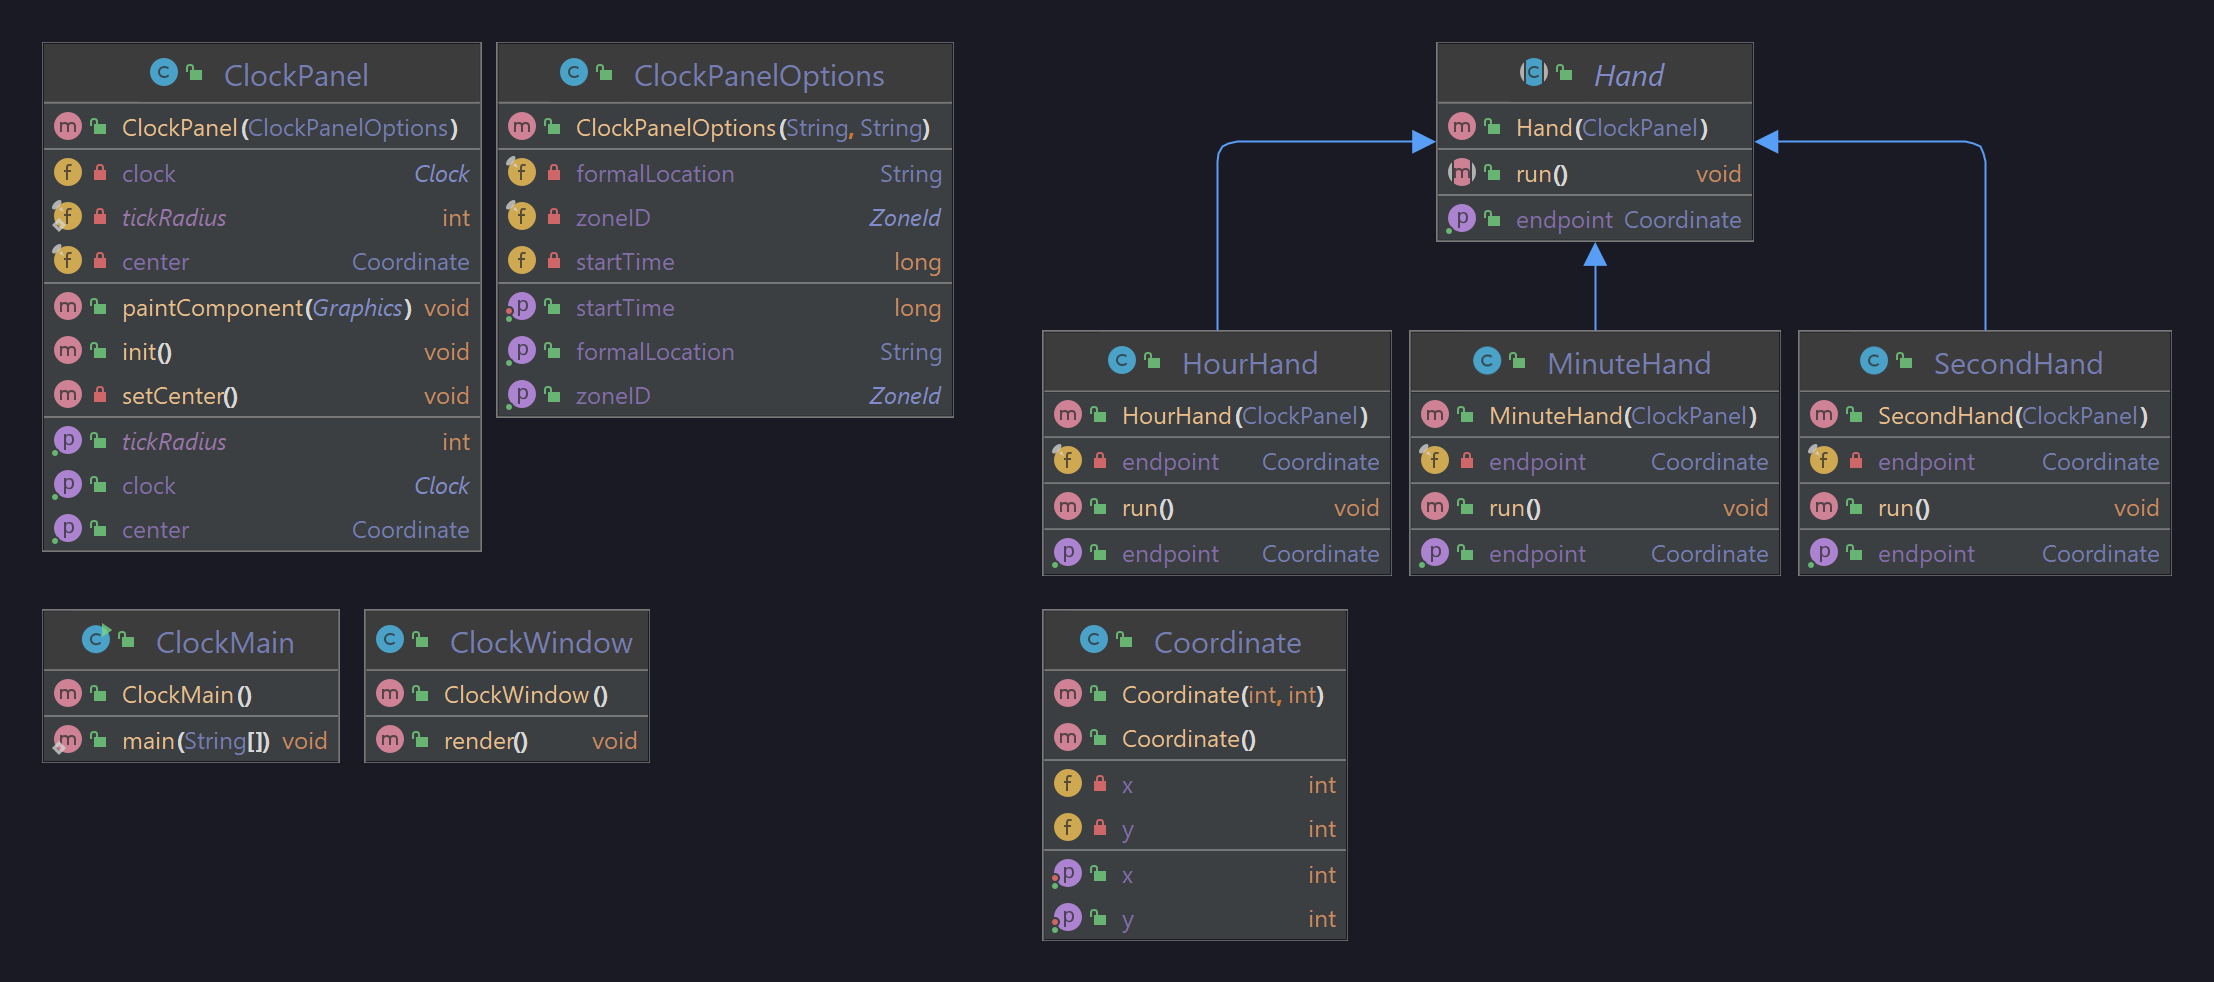 ClockPanel
ClockPanel(ClockPanelOptions)
clock Clock
tickRadius int
center Coordinate
paintComponent(Graphics) void
init() void
setCenter() void
tickRadius int
clock Clock
center Coordinate
ClockPanelOptions
ClockPanelOptions(String, String)
formalLocation String
zoneID ZoneId
startTime long
startTime long
formalLocation String
zoneID ZoneId
Hand
Hand(ClockPanel)
run() void
endpoint Coordinate
HourHand
HourHand(ClockPanel)
endpoint Coordinate
run() void
endpoint Coordinate
MinuteHand
MinuteHand(ClockPanel)
endpoint Coordinate
run() void
endpoint Coordinate
SecondHand
SecondHand(ClockPanel)
endpoint Coordinate
run() void
endpoint Coordinate
ClockMain
ClockMain()
main(String[]) void
ClockWindow
ClockWindow()
render() void
Coordinate
Coordinate(int, int)
Coordinate()
x int
y int
x int
y int